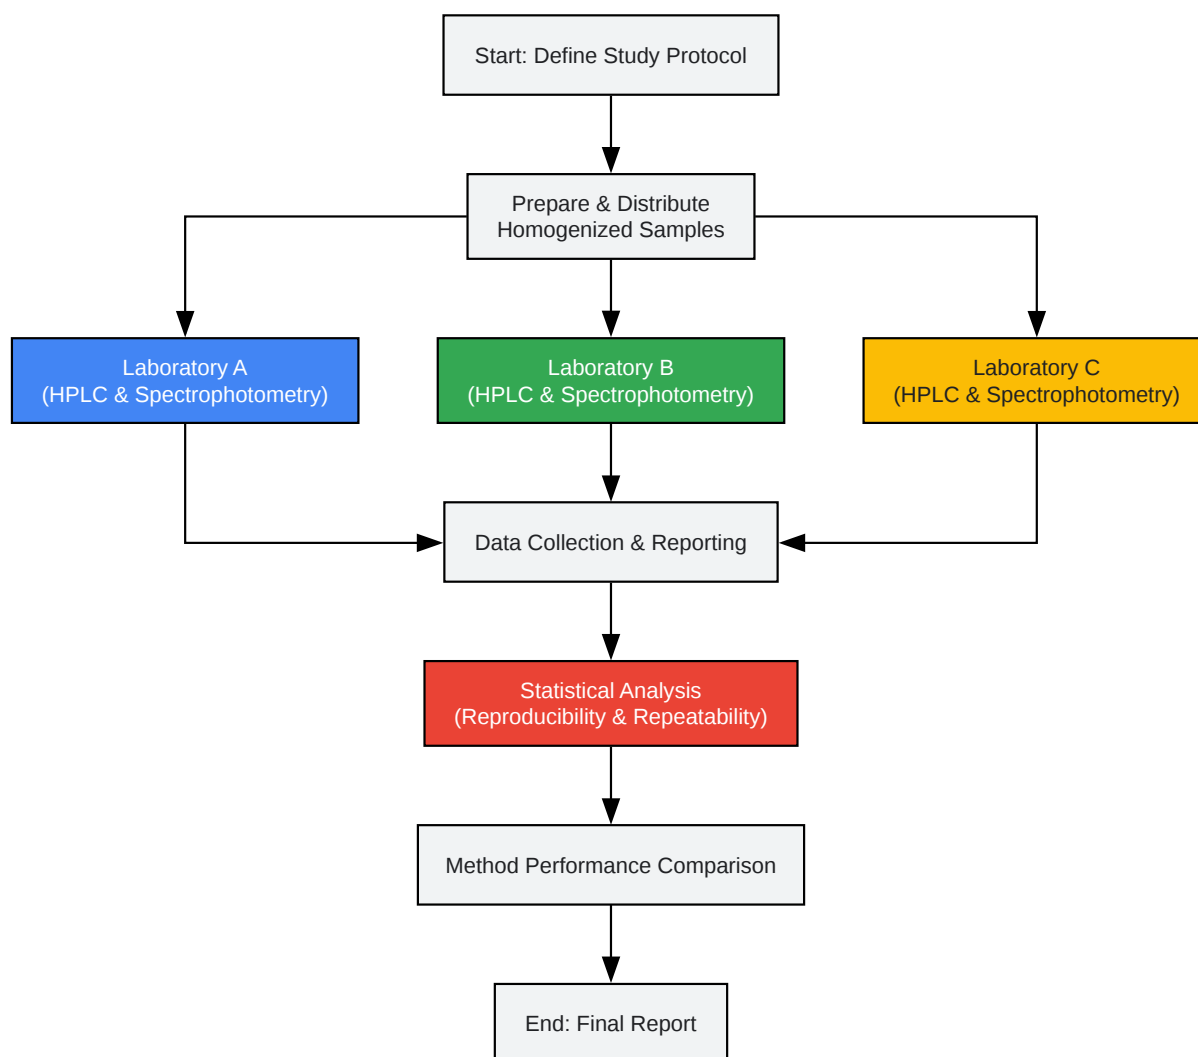 Start: Define Study Protocol
Prepare & Distribute
Homogenized Samples
Laboratory A
(HPLC & Spectrophotometry)
Laboratory B
(HPLC & Spectrophotometry)
Laboratory C
(HPLC & Spectrophotometry)
Data Collection & Reporting
Statistical Analysis
(Reproducibility & Repeatability)
Method Performance Comparison
End: Final Report